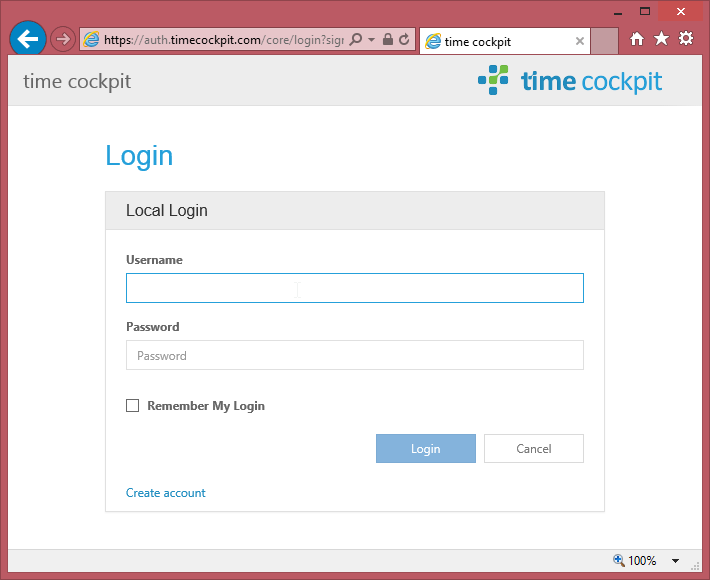 https://auth.timecockpit.com/core/login?sign
time cockpit
time cockpit
time cockpit
Login
Local Login
Username
Password
Password
Remember My Login
Login
Cancel
Create account
100%